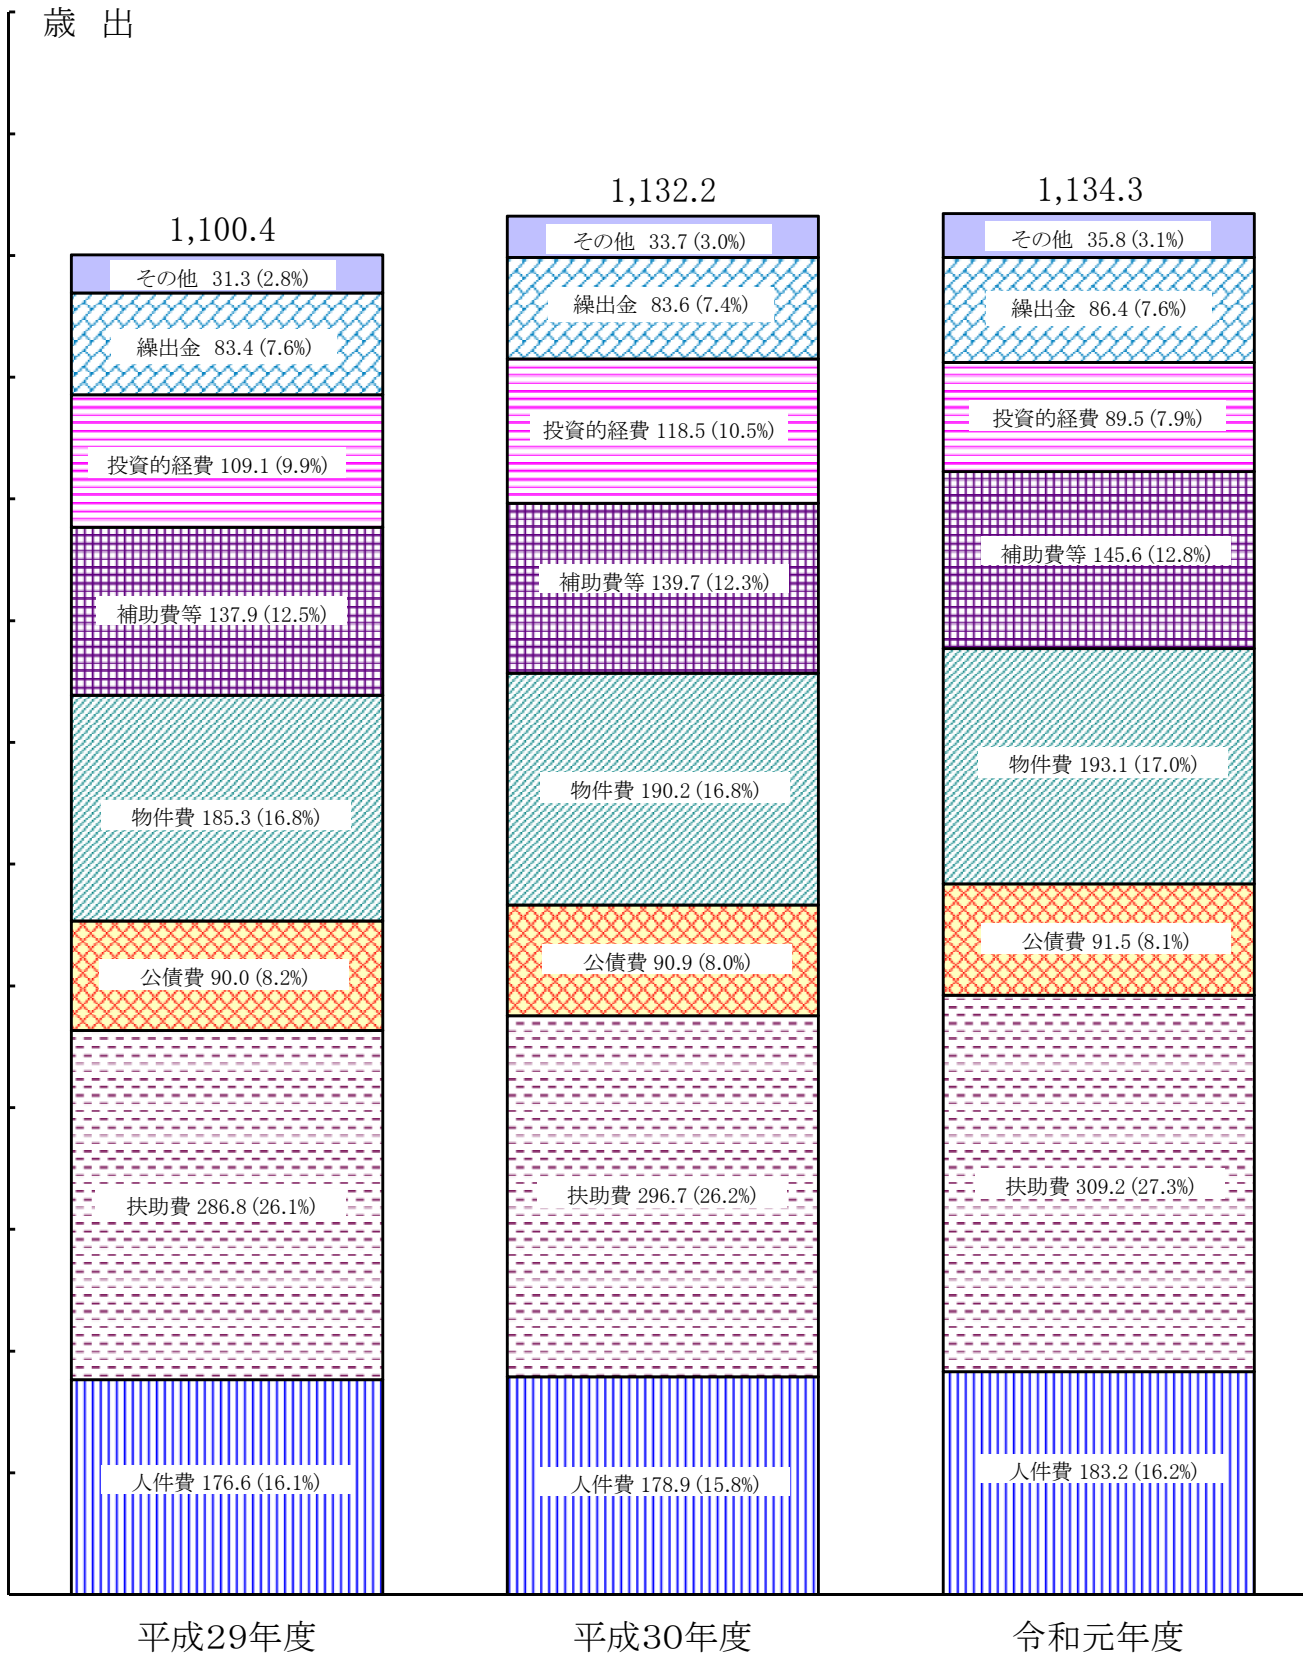 歳 出
1,100.4
その他 31.3 (2.8%)
繰出金 83.4 (7.6%)
投資的経費 109.1 (9.9%)
補助費等 137.9 (12.5%)
物件費 185.3 (16.8%)
公債費 90.0 (8.2%)
扶助費 286.8 (26.1%)
人件費 176.6 (16.1%)
平成29年度
1,132.2
その他 33.7 (3.0%)
繰出金 83.6 (7.4%)
投資的経費 118.5 (10.5%)
補助費等 139.7 (12.3%)
物件費 190.2 (16.8%)
公債費 90.9 (8.0%)
扶助費 296.7 (26.2%)
人件費 178.9 (15.8%)
平成30年度
1,134.3
その他 35.8 (3.1%)
繰出金 86.4 (7.6%)
投資的経費 89.5 (7.9%)
補助費等 145.6 (12.8%)
物件費 193.1 (17.0%)
公債費 91.5 (8.1%)
扶助費 309.2 (27.3%)
人件費 183.2 (16.2%)
令和元年度